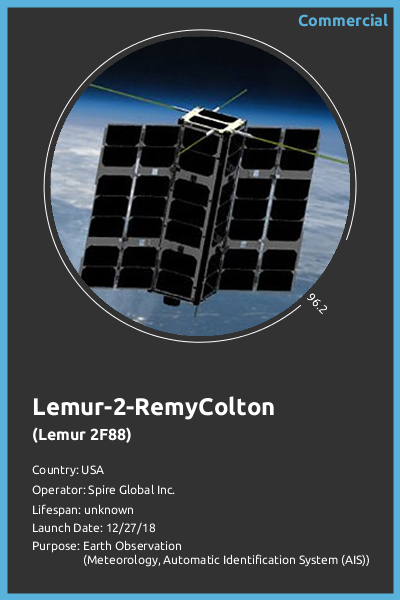 Commercial
96.2
Lemur-2-RemyColton
(Lemur 2F88)
Country: USA
Operator: Spire Global Inc.
Lifespan: unknown
Launch Date: 12/27/18
Purpose: Earth Observation
(Meteorology, Automatic Identification System (AIS))